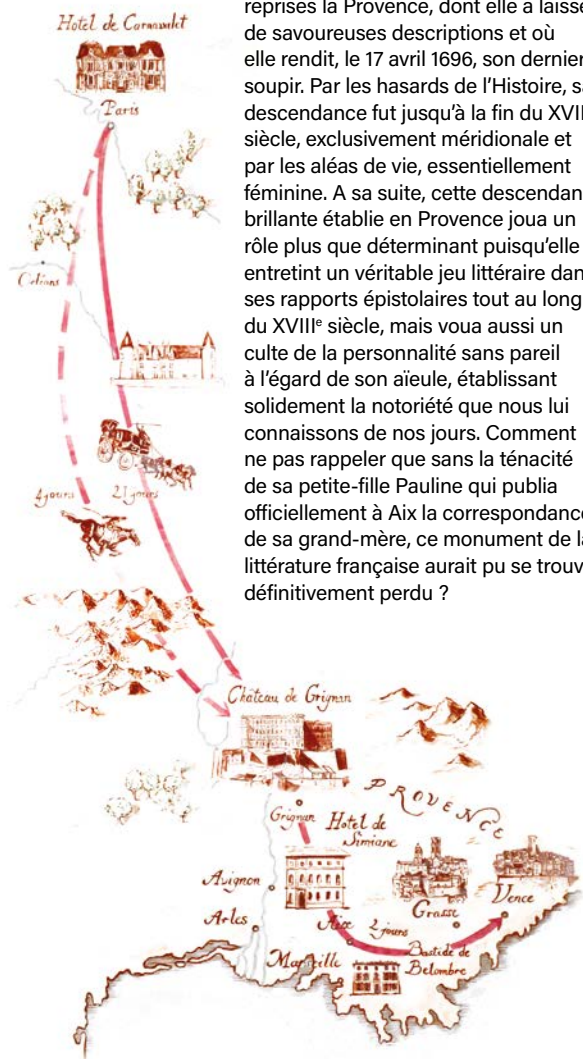 reprises la Provence, dont elle a laissé
de savoureuses descriptions et où
elle rendit, le 17 avril 1696, son dernier
soupir. Par les hasards de l'Histoire, sa
descendance fut jusqu'à la fin du XVII
siècle, exclusivement méridionale et
par les aléas de vie, essentiellement
féminine. A sa suite, cette descendan
brillante établie en Provence joua un
rôle plus que déterminant puisqu'elle
entretint un véritable jeu littéraire dan
ses rapports épistolaires tout au long
du XVIIIe siècle, mais voua aussi un
culte de la personnalité sans pareil
à l'égard de son aïeule, établissant
solidement la notoriété que nous lui
connaissons de nos jours. Comment
ne pas rappeler que sans la ténacité
de sa petite-fille Pauline qui publia
officiellement à Aix la correspondance
de sa grand-mère, ce monument de la
littérature française aurait pu se trouv
définitivement perdu ?
Hotel de Carnavalet
Paris
Orléans
4 jours
21 jours
Château de Grignan
PROVENCE
Grignan
Hotel de
Simiane
Avignon
Arles
Grasse
Vence
Aix
2 jours
Marseille
Bastide de
Belombre